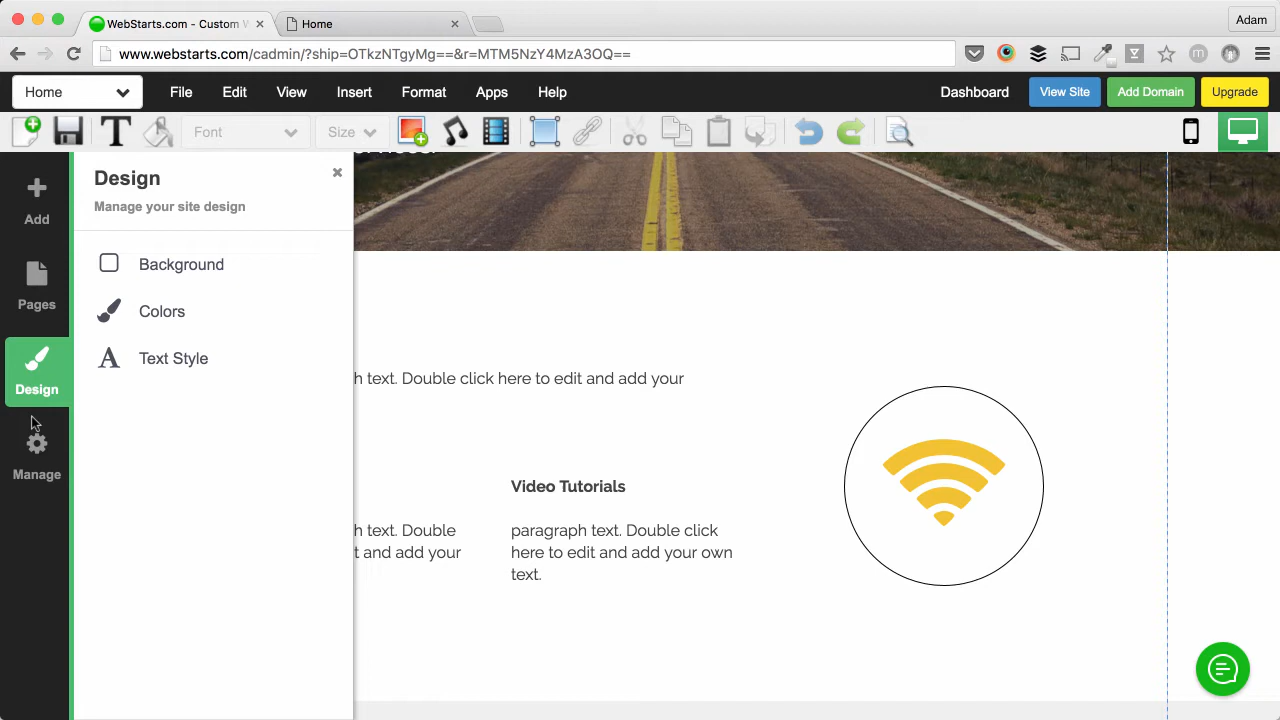 WebStarts.com - Custom W
Home
Adam
www.webstarts.com/cadmin/?ship=OTkzNTgyMg==&r=MTM5NzY4MzA3OQ==
Home
File
Edit
View
Insert
Format
Apps
Help
Dashboard
View Site
Add Domain
Upgrade
T
Font
Size
Add
Pages
Design
Manage
Design
Manage your site design
Background
Colors
A
Text Style
h text. Double click here to edit and add your
Video Tutorials
h text. Double
t and add your
paragraph text. Double click
here to edit and add your own
text.